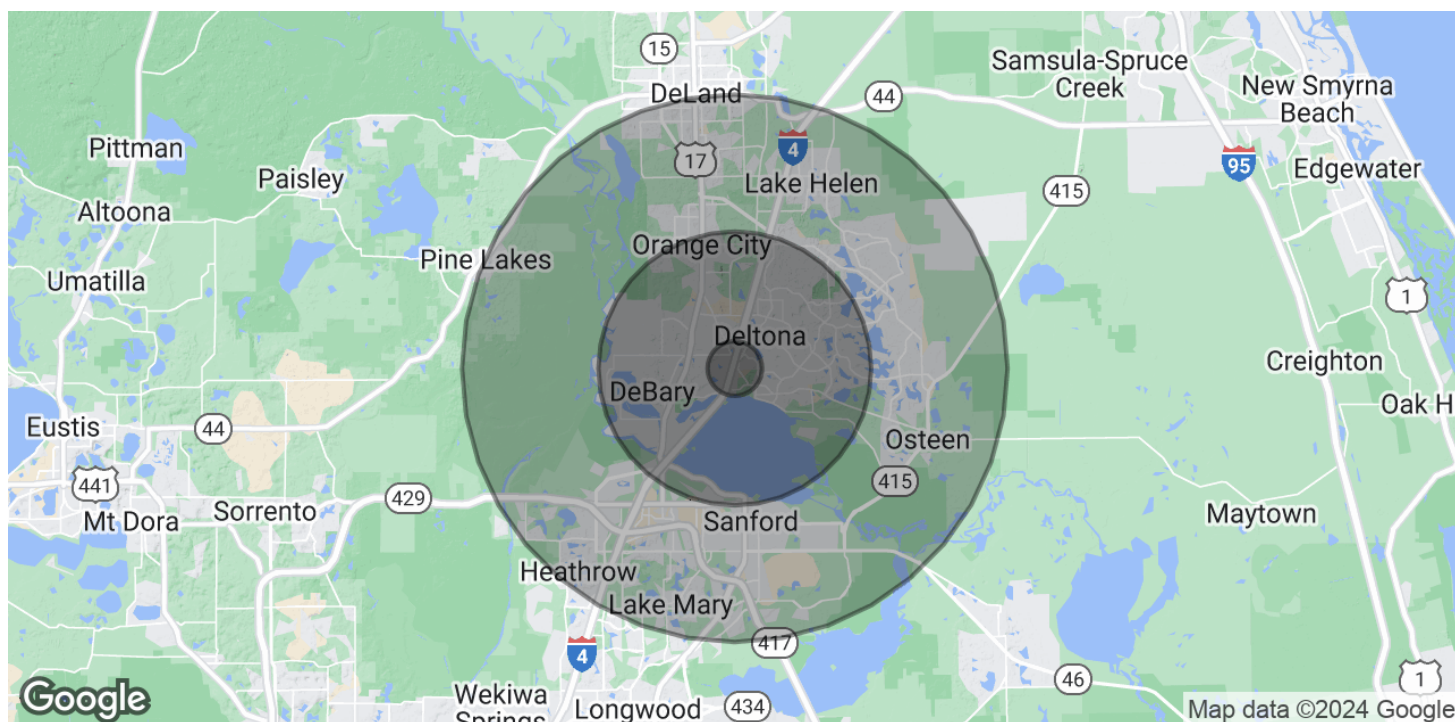 15
DeLand
44
Samsula-Spruce
Creek
New Smyrna
Beach
Pittman
17
4
95
Edgewater
Paisley
Lake Helen
415
Altoona
Orange City
Pine Lakes
Umatilla
1
Deltona
Creighton
DeBary
Oak H
Eustis
44
Osteen
441
429
415
Mt Dora
Sorrento
Sanford
Maytown
Heathrow
Lake Mary
417
4
46
1
Wekiwa
Springs
Longwood
434
Google
Map data ©2024 Google